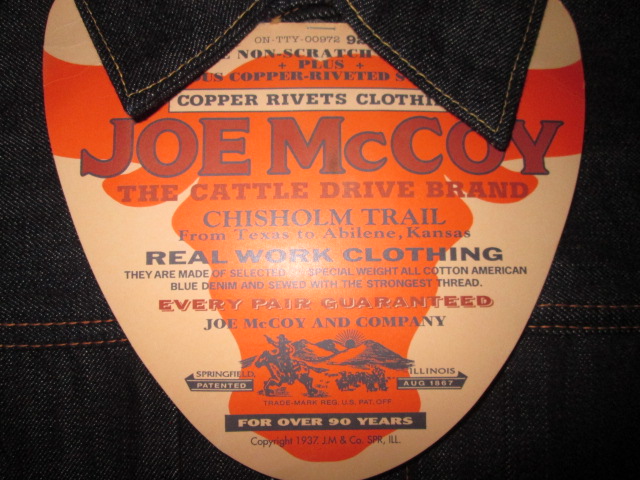 ON-TTY-00972
NON-SCRATCH
+ PLUS +
US COPPER-RIVETED
COPPER RIVETS CLOTHI
JOE McCOY
THE CATTLE DRIVE BRAND
CHISHOLM TRAIL
From Texas to Abilene, Kansas
REAL WORK CLOTHING
THEY ARE MADE OF SELECTED SPECIAL WEIGHT ALL COTTON AMERICAN
BLUE DENIM AND SEWED WITH THE STRONGEST THREAD.
EVERY PAIR GUARANTEED
JOE McCOY AND COMPANY
SPRINGFIELD, ILLINOIS
PATENTED AUG 1867
TRADE-MARK REG. U.S. PAT. OFF.
FOR OVER 90 YEARS
Copyright 1937. J.M & Co. SPR, ILL.